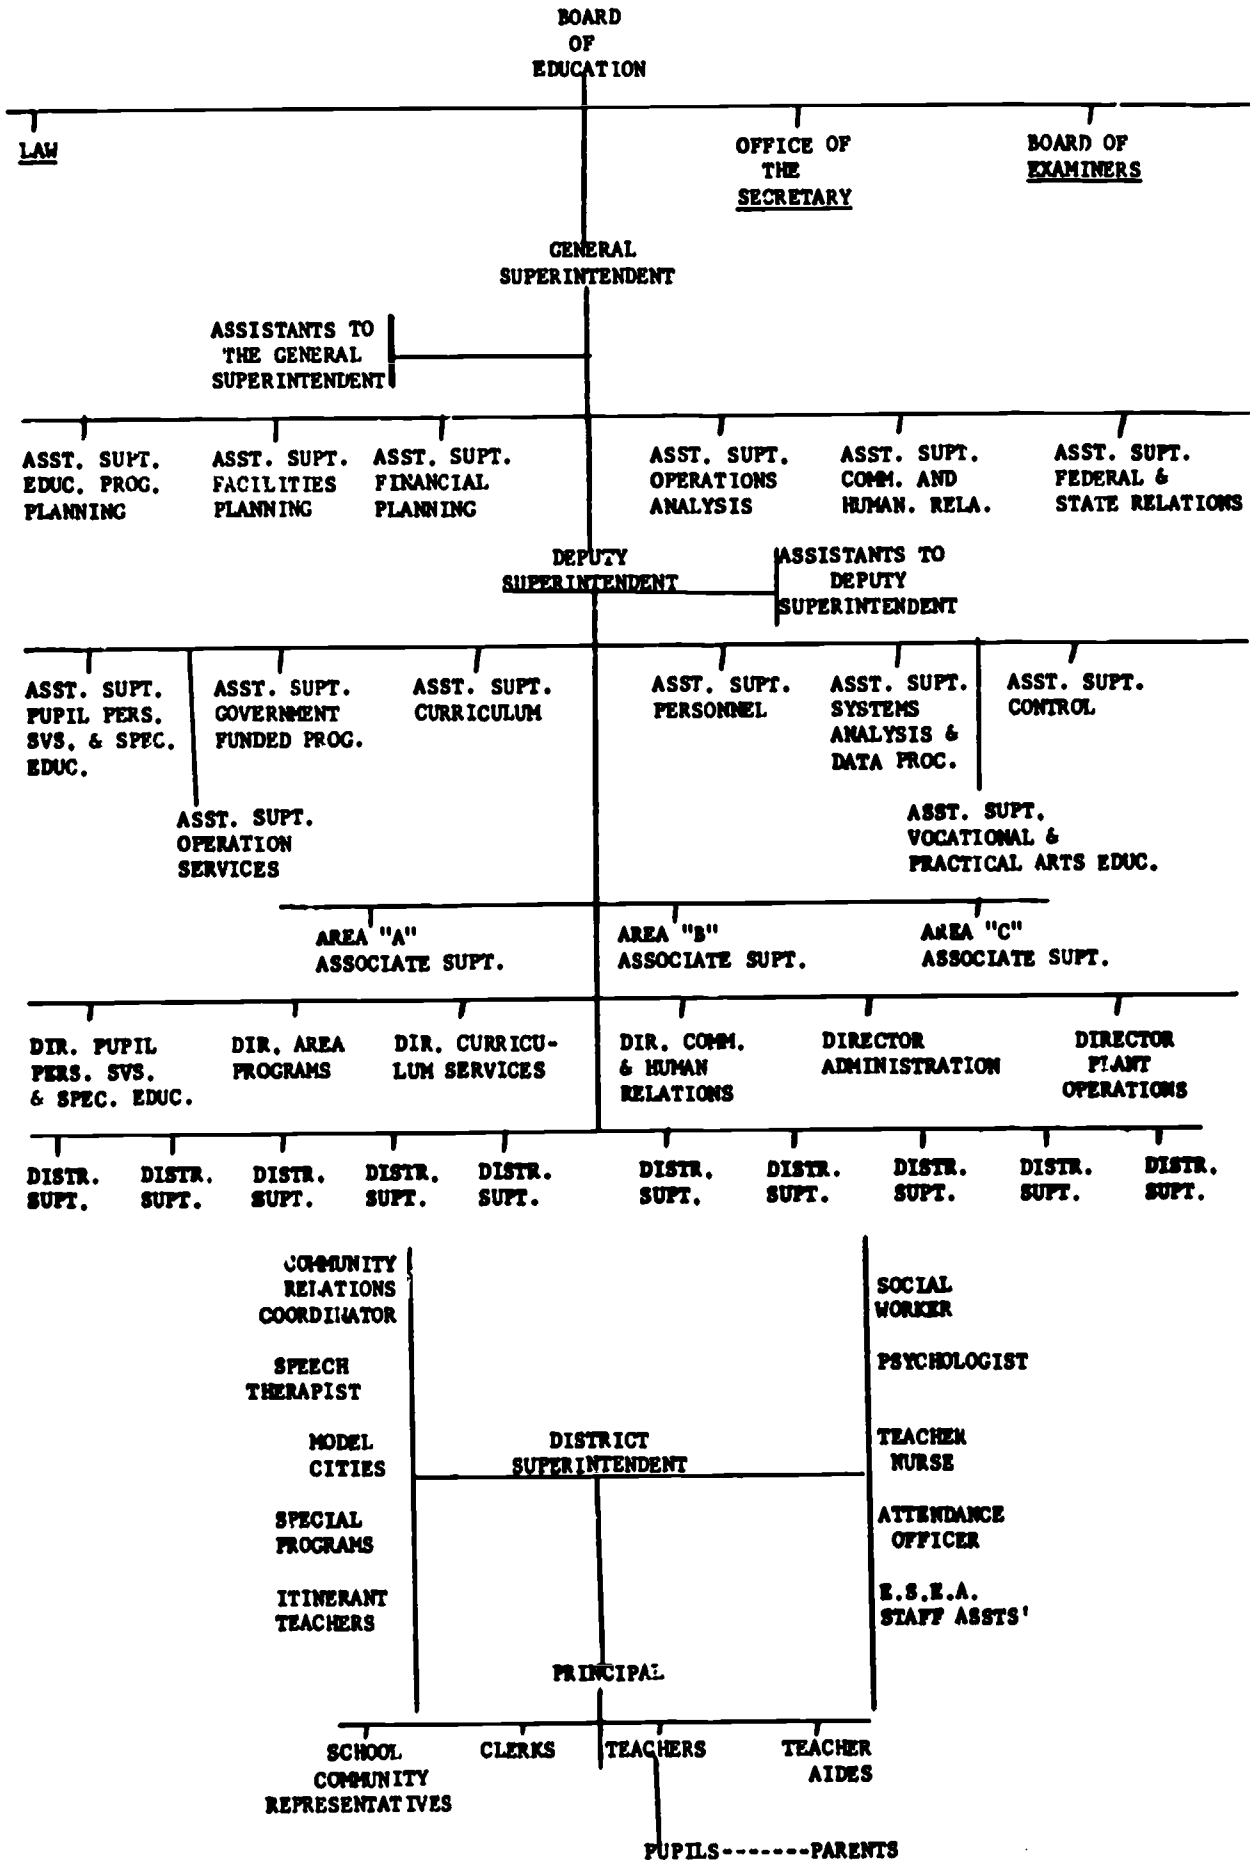 BOARD
OF
EDUCATION
LAW
OFFICE OF
THE
SECRETARY
BOARD OF
EXAMINERS
GENERAL
SUPERINTENDENT
ASSISTANTS TO
THE GENERAL
SUPERINTENDENT
ASST. SUPT.
EDUC. PROG.
PLANNING
ASST. SUPT.
FACILITIES
PLANNING
ASST. SUPT.
FINANCIAL
PLANNING
ASST. SUPT.
OPERATIONS
ANALYSIS
ASST. SUPT.
COMM. AND
HUMAN. RELA.
ASST. SUPT.
FEDERAL &
STATE RELATIONS
DEPUTY
SUPERINTENDENT
ASSISTANTS TO
DEPUTY
SUPERINTENDENT
ASST. SUPT.
PUPIL PERS.
SVS. & SPEC.
EDUC.
ASST. SUPT.
GOVERNMENT
FUNDED PROG.
ASST. SUPT.
CURRICULUM
ASST. SUPT.
PERSONNEL
ASST. SUPT.
SYSTEMS
ANALYSIS &
DATA PROC.
ASST. SUPT.
CONTROL
ASST. SUPT.
OPERATION
SERVICES
ASST. SUPT.
VOCATIONAL &
PRACTICAL ARTS EDUC.
AREA "A"
ASSOCIATE SUPT.
AREA "B"
ASSOCIATE SUPT.
AREA "C"
ASSOCIATE SUPT.
DIR. PUPIL
PERS. SVS.
& SPEC. EDUC.
DIR. AREA
PROGRAMS
DIR. CURRICU-
LUM SERVICES
DIR. COMM.
& HUMAN
RELATIONS
DIRECTOR
ADMINISTRATION
DIRECTOR
PLANT
OPERATIONS
DISTR.
SUPT.
DISTR.
SUPT.
DISTR.
SUPT.
DISTR.
SUPT.
DISTR.
SUPT.
DISTR.
SUPT.
DISTR.
SUPT.
DISTR.
SUPT.
DISTR.
SUPT.
DISTR.
SUPT.
COMMUNITY
RELATIONS
COORDINATOR
SPEECH
THERAPIST
MODEL
CITIES
SPECIAL
PROGRAMS
ITINERANT
TEACHERS
DISTRICT
SUPERINTENDENT
SOCIAL
WORKER
PSYCHOLOGIST
TEACHER
NURSE
ATTENDANCE
OFFICER
E.S.E.A.
STAFF ASSTS'
PRINCIPAL
SCHOOL
COMMUNITY
REPRESENTATIVES
CLERKS
TEACHERS
TEACHER
AIDES
PUPILS-------PARENTS